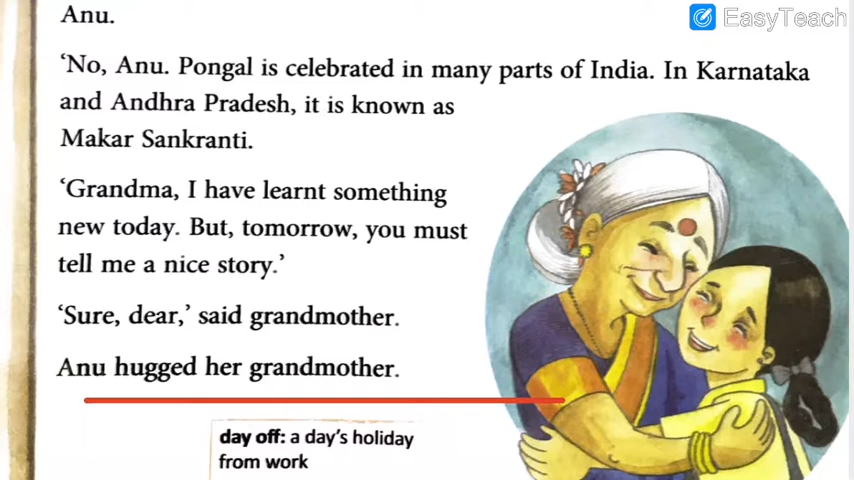 Anu.
EasyTeach
‘No, Anu. Pongal is celebrated in many parts of India. In Karnataka
and Andhra Pradesh, it is known as
Makar Sankranti.
‘Grandma, I have learnt something
new today. But, tomorrow, you must
tell me a nice story.’
‘Sure, dear,’ said grandmother.
Anu hugged her grandmother.
day off: a day’s holiday
from work